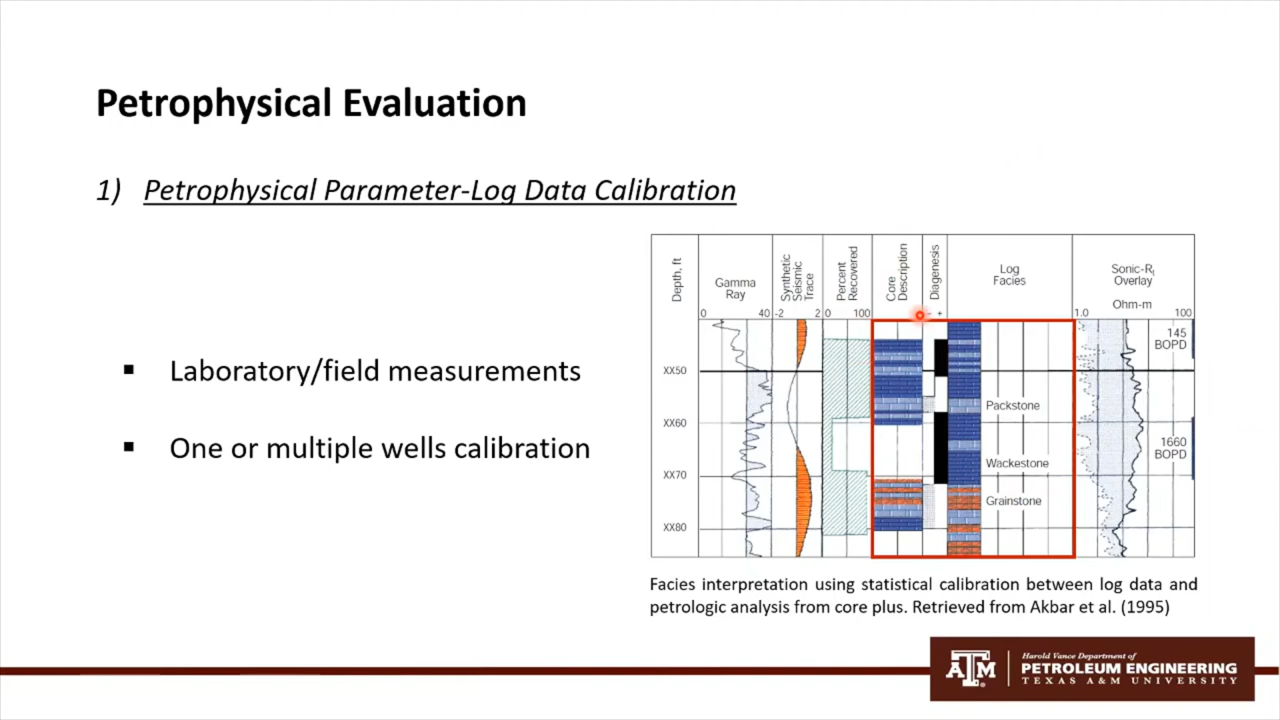 Petrophysical Evaluation
1) Petrophysical Parameter-Log Data Calibration
▪ Laboratory/field measurements
▪ One or multiple wells calibration
Depth, ft
Gamma
Ray
0 40
Synthetic
Seismic
Trace
-2 2
Percent
Recovered
0 100
Core
Description
Diagenesis
- +
Log
Facies
Sonic-Rt
Overlay
Ohm-m
1.0 100
145
BOPD
XX50
Packstone
XX60
1660
BOPD
Wackestone
XX70
Grainstone
XX80
Facies interpretation using statistical calibration between log data and
petrologic analysis from core plus. Retrieved from Akbar et al. (1995)
ATM
Harold Vance Department of
PETROLEUM ENGINEERING
TEXAS A&M UNIVERSITY